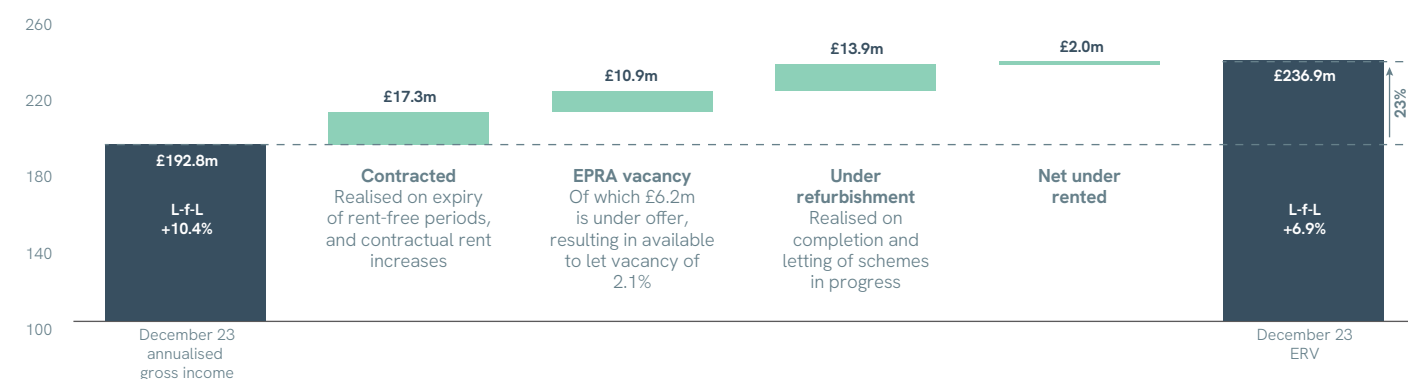 260
220
180
140
100
£192.8m
L-f-L
+10.4%
December 23
annualised
gross income
£17.3m
Contracted
Realised on expiry
of rent-free periods,
and contractual rent
increases
£10.9m
EPRA vacancy
Of which £6.2m
is under offer,
resulting in available
to let vacancy of
2.1%
£13.9m
Under
refurbishment
Realised on
completion and
letting of schemes
in progress
£2.0m
Net under
rented
£236.9m
L-f-L
+6.9%
December 23
ERV
23%